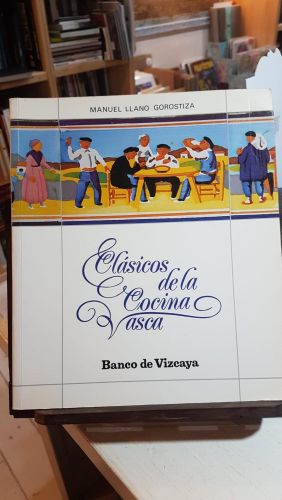 MANUEL LLANO GOROSTIZA
Clásicos
de la
Cocina
Vasca
Banco de Vizcaya